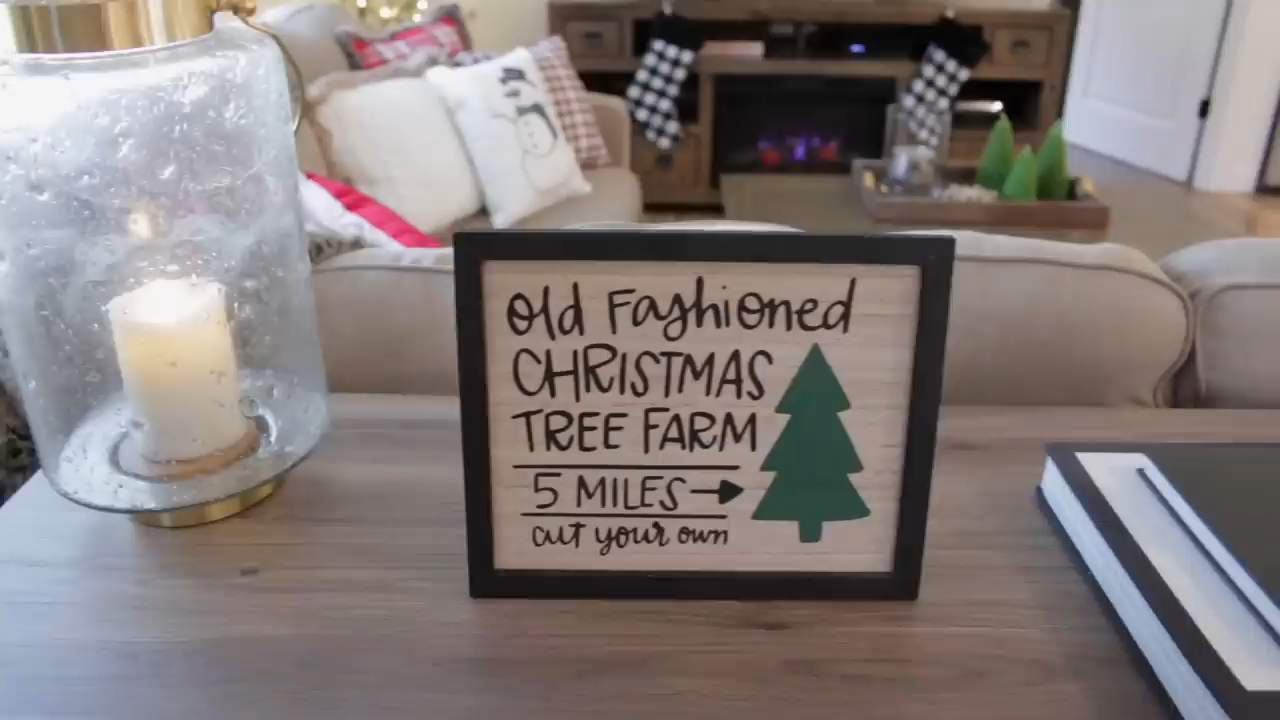 Old Fashioned
CHRISTMAS
TREE FARM
5 MILES
cut your own